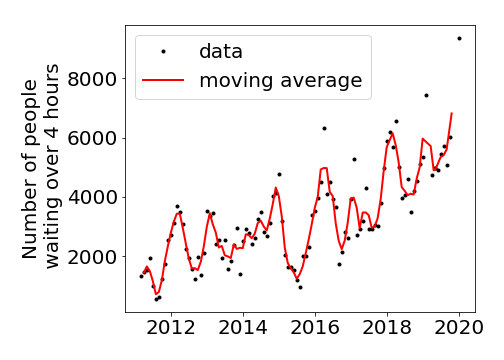 data
moving average
Number of people
waiting over 4 hours
8000
6000
4000
2000
2012 2014 2016 2018 2020